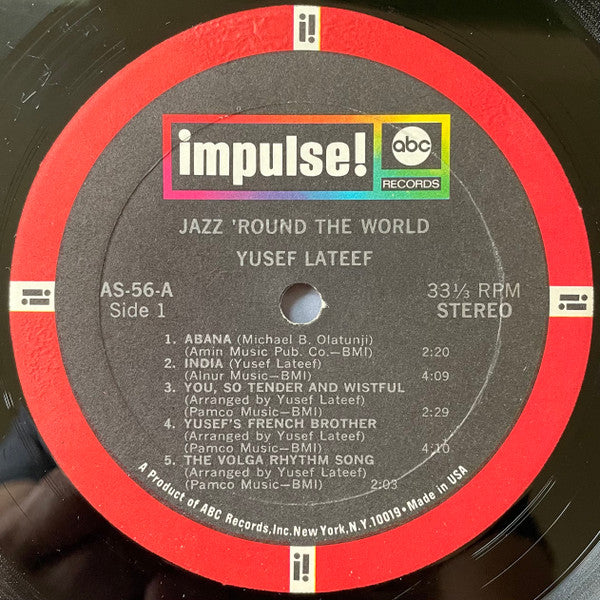 i!
impulse!
abc
RECORDS
JAZZ 'ROUND THE WORLD
YUSEF LATEEF
AS-56-A
Side 1
33⅓ RPM
STEREO
1. ABANA (Michael B. Olatunji)
(Amin Music Pub. Co.—BMI) 2:20
2. INDIA (Yusef Lateef)
(Alnur Music—BMI) 4:09
3. YOU, SO TENDER AND WISTFUL
(Arranged by Yusef Lateef)
(Pamco Music—BMI) 2:29
4. YUSEF'S FRENCH BROTHER
(Arranged by Yusef Lateef)
(Pamco Music—BMI) 4:10
5. THE VOLGA RHYTHM SONG
(Arranged by Yusef Lateef)
(Pamco Music—BMI) 2:03
A Product of ABC Records, Inc. New York, N.Y. 10019 • Made in USA
i!
i!
i!